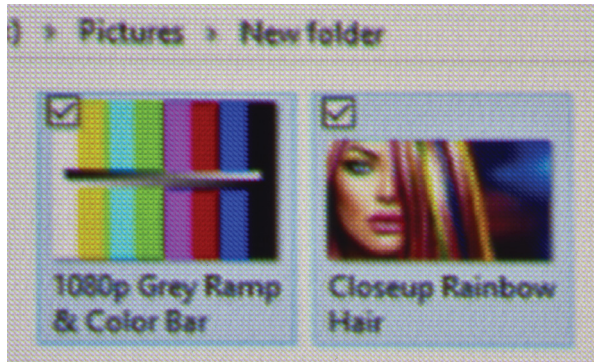 ) › Pictures › New folder
1080p Grey Ramp
& Color Bar
Closeup Rainbow
Hair